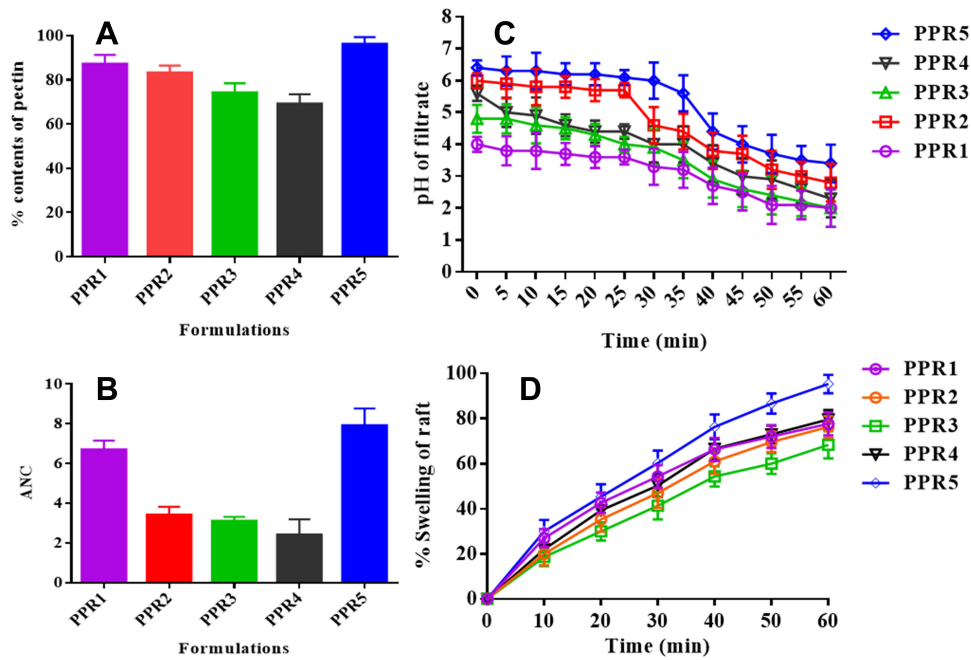 A
% contents of pectin
100
80
60
40
20
0
PPR1
PPR2
PPR3
PPR4
PPR5
Formulations
C
pH of filtrate
8
7
6
5
4
3
2
1
0
0
5
10
15
20
25
30
35
40
45
50
55
60
Time (min)
PPR5
PPR4
PPR3
PPR2
PPR1
B
ANC
10
8
6
4
2
0
PPR1
PPR2
PPR3
PPR4
PPR5
Formulations
D
% Swelling of raft
100
80
60
40
20
0
0
10
20
30
40
50
60
Time (min)
PPR1
PPR2
PPR3
PPR4
PPR5